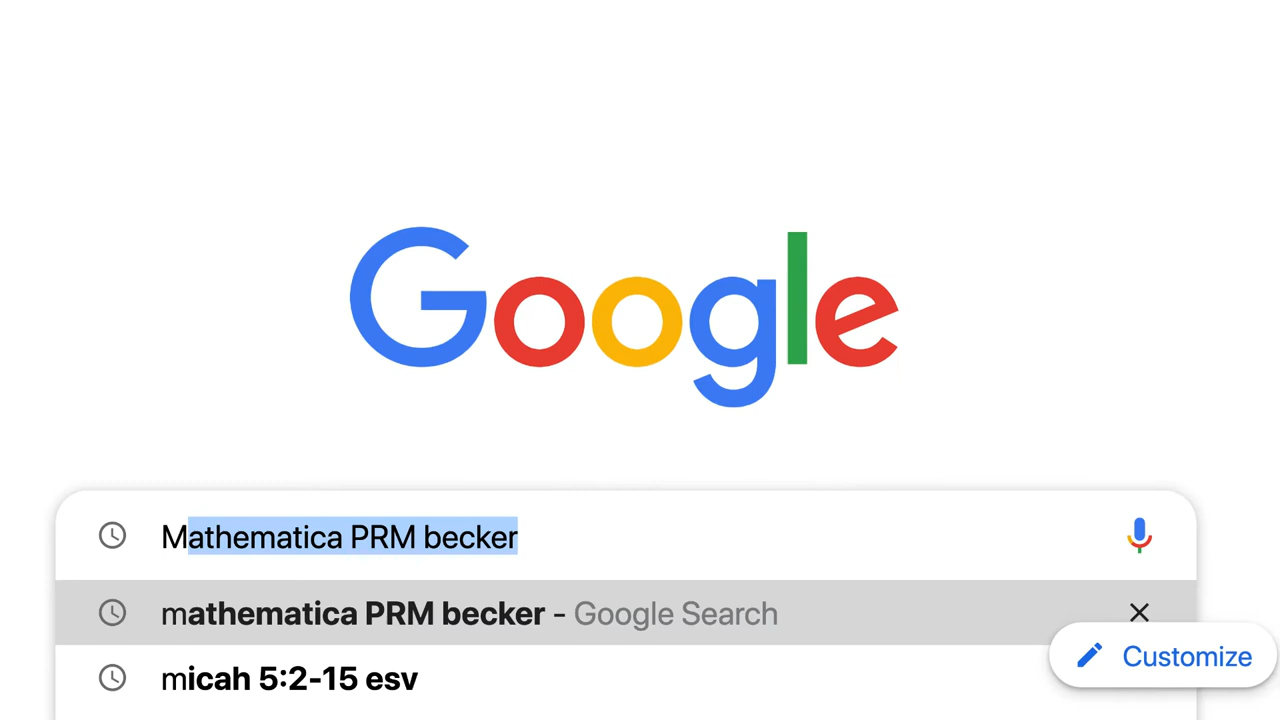 Google
Mathematica PRM becker
mathematica PRM becker - Google Search
Customize
micah 5:2-15 esv